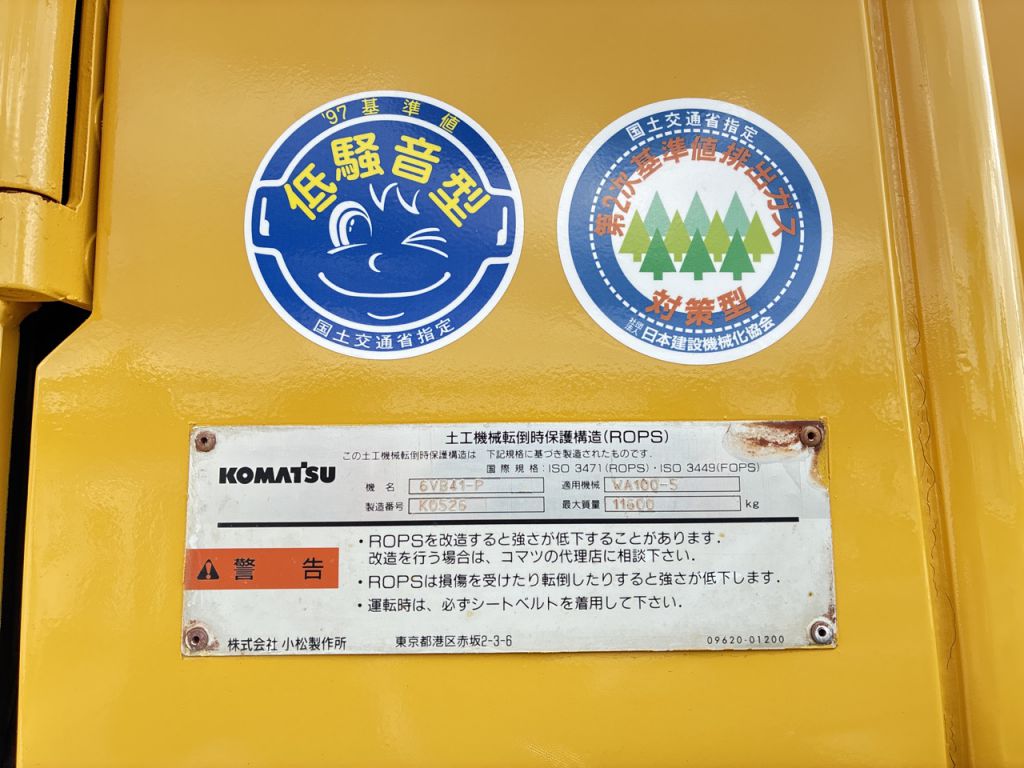 '97 基準値
低騒音型
国土交通省指定
国土交通省指定
第2次基準値排出ガス
対策型
社団法人 日本建設機械化協会
土工機械転倒時保護構造(ROPS)
この土工機械転倒時保護構造は 下記規格に基づき製造されたものです.
国際規格:ISO 3471(ROPS)・ISO 3449(FOPS)
KOMATSU
機 名 6VB41-P 適用機械 WA100-5
製造番号 K0526 最大質量 11600 kg
・ROPSを改造すると強さが低下することがあります.
改造を行う場合は、コマツの代理店に相談下さい.
⚠ 警 告
・ROPSは損傷を受けたり転倒したりすると強さが低下します.
・運転時は、必ずシートベルトを着用して下さい.
株式会社 小松製作所 東京都港区赤坂2-3-6 09620-01200